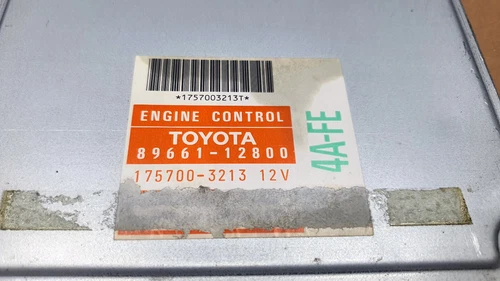 *1757003213T*
ENGINE CONTROL
TOYOTA
89661-12800
175700-3213 12V
4A-FE